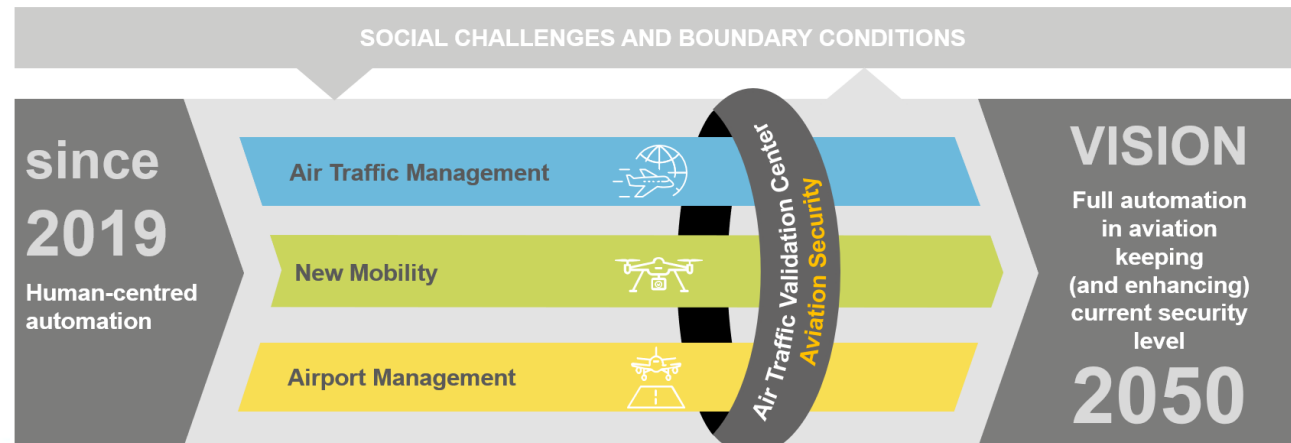 SOCIAL CHALLENGES AND BOUNDARY CONDITIONS
since
2019
Human-centred
automation
Air Traffic Management
New Mobility
Airport Management
Air Traffic Validation Center
Aviation Security
VISION
Full automation
in aviation
keeping
(and enhancing)
current security
level
2050